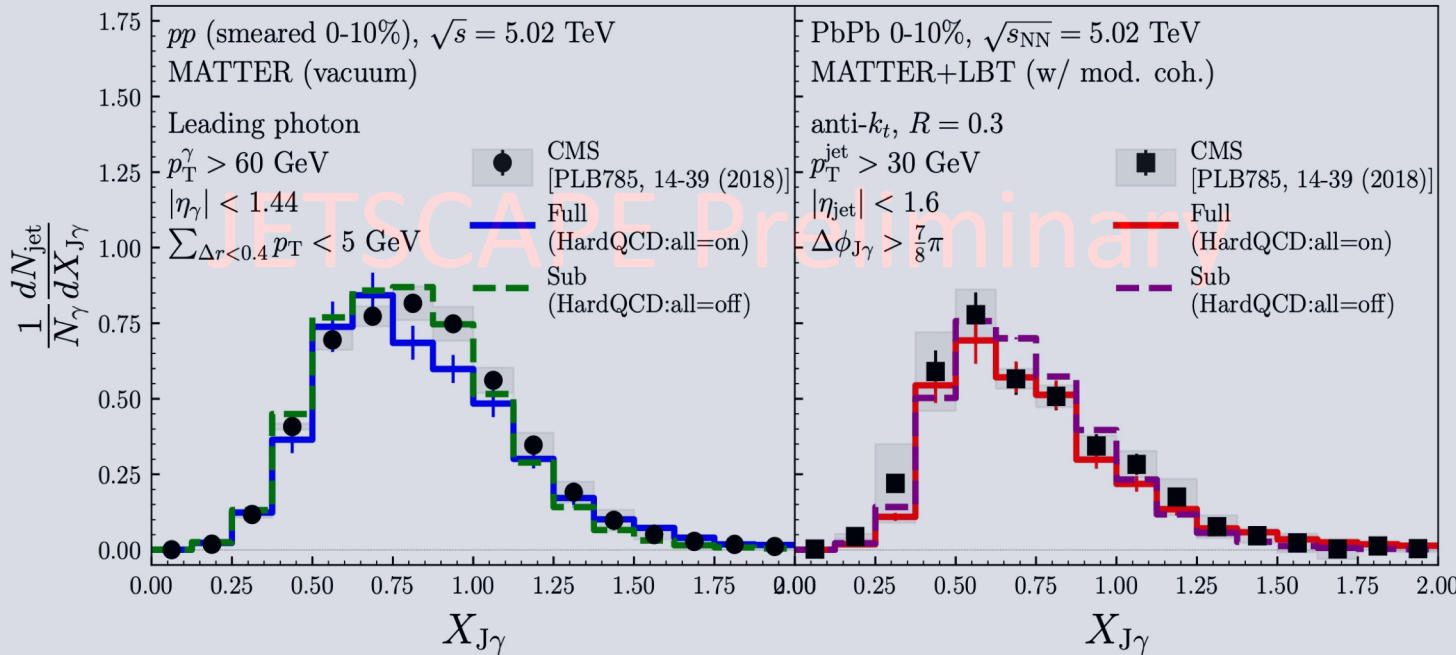 pp (smeared 0-10%), √s = 5.02 TeV
MATTER (vacuum)
Leading photon
p_T^γ > 60 GeV
|η_γ| < 1.44
∑_{Δr<0.4} p_T < 5 GeV
CMS
[PLB785, 14-39 (2018)]
Full
(HardQCD:all=on)
Sub
(HardQCD:all=off)
PbPb 0-10%, √s_NN = 5.02 TeV
MATTER+LBT (w/ mod. coh.)
anti-k_t, R = 0.3
p_T^jet > 30 GeV
|η_jet| < 1.6
Δϕ_Jγ > 7/8 π
CMS
[PLB785, 14-39 (2018)]
Full
(HardQCD:all=on)
Sub
(HardQCD:all=off)
JETSCAPE Preliminary
1/N_γ dN_jet/dX_Jγ
1.75
1.50
1.25
1.00
0.75
0.50
0.25
0.00
0.00 0.25 0.50 0.75 1.00 1.25 1.50 1.75 2.00
0.00 0.25 0.50 0.75 1.00 1.25 1.50 1.75 2.00
X_Jγ
X_Jγ